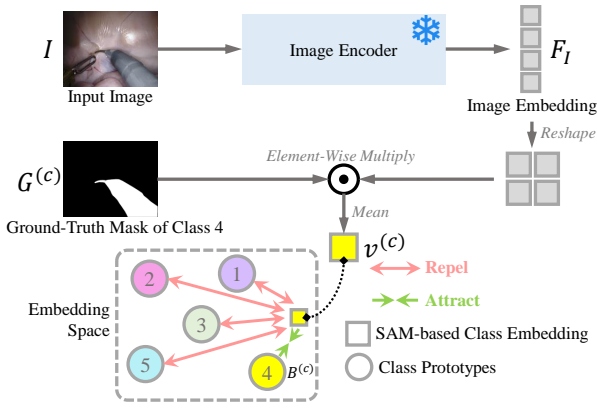 I
Image Encoder
F_I
Input Image
Image Embedding
Reshape
Element-Wise Multiply
G^(c)
Ground-Truth Mask of Class 4
Mean
v^(c)
Repel
Attract
SAM-based Class Embedding
Class Prototypes
Embedding
Space
1
2
3
4
5
B^(c)